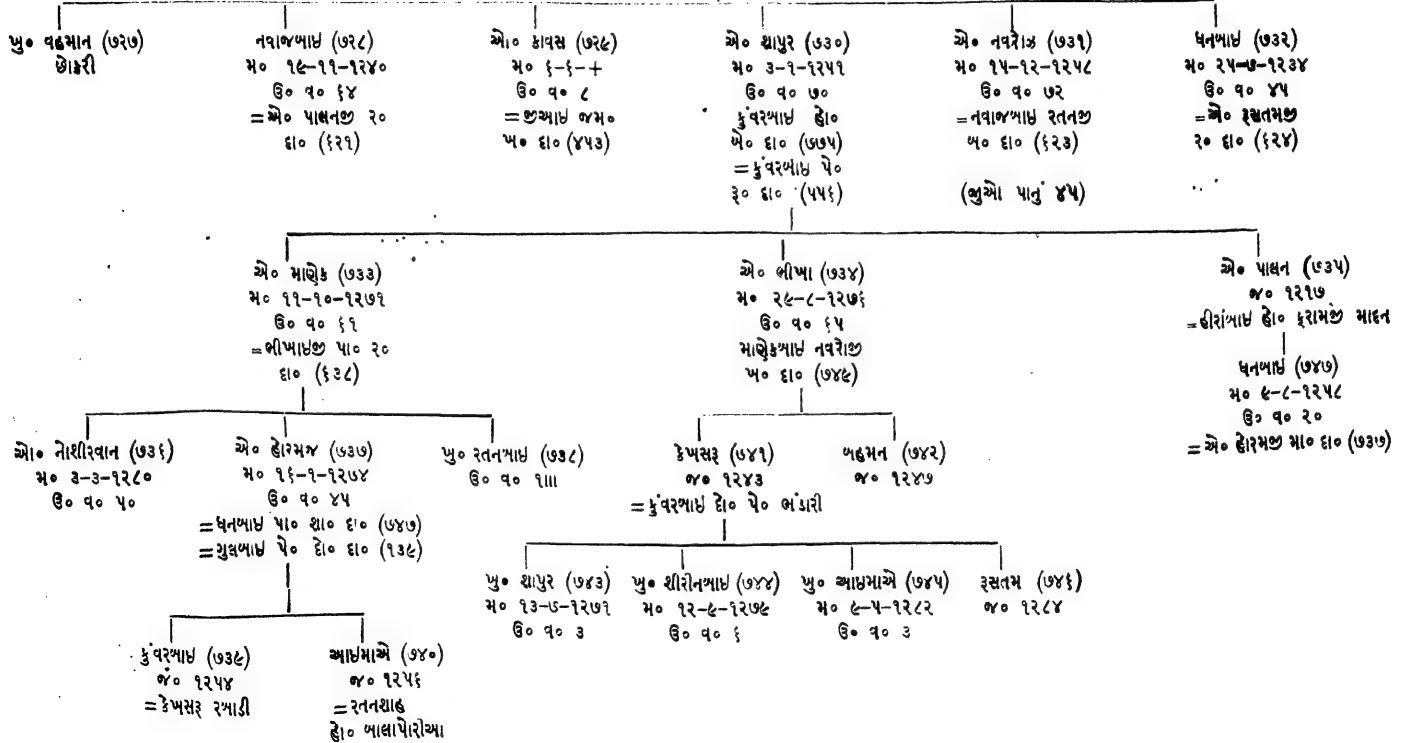 ખુ૦ વહમાન (૭૨૭)
છોકરી
નવાજબાઇ (૭૨૮)
મ૦ ૧૯-૧૧-૧૨૪૦
ઉ૦ વ૦ ૬૪
=એ૦ પાલનજી ર૦
દા૦ (૬૨૧)
એા૦ કાવસ (૭૨૯)
મ૦ ૬-૬-+
ઉ૦ વ૦ ૮
=જીઆઇ જમ૦
ખ૦ દા૦ (૪૫૩)
એ૦ શાપુર (૭૩૦)
મ૦ ૩-૧-૧૨૫૧
ઉ૦ વ૦ ૭૦
કુંવરબાઇ હો૦
બે૦ દા૦ (૭૭૫)
=કુંવરબાઇ પે૦
રૂ૦ દા૦ (૫૫૬)
એ૦ નવરોઝ (૭૩૧)
મ૦ ૧૫-૧૨-૧૨૫૮
ઉ૦ વ૦ ૭૨
=નવાજબાઇ રતનજી
બ૦ દા૦ (૬૨૩)
(જીઓ પાનું ૪૫)
ધનબાઇ (૭૩૨)
મ૦ ૨૫-૭-૧૨૩૪
ઉ૦ વ૦ ૪૫
=એ૦ રૂસતમજી
ર૦ દા૦ (૬૨૪)
એ૦ માણેક (૭૩૩)
મ૦ ૧૧-૧૦-૧૨૭૧
ઉ૦ વ૦ ૬૧
=ભીખાઇજી પા૦ ર૦
દા૦ (૬૩૮)
એ૦ ભીખા (૭૩૪)
મ૦ ૨૯-૮-૧૨૭૬
ઉ૦ વ૦ ૬૫
માણેકબાઇ નવરોજી
ખ૦ દા૦ (૭૪૯)
એ૦ પાલન (૭૩૫)
જ૦ ૧૨૧૭
=હીરાંબાઇ હો૦ ફરામજી માદન
ધનબાઇ (૭૪૭)
મ૦ ૯-૮-૧૨૫૮
ઉ૦ વ૦ ૨૦
=એ૦ હોરમજી મા૦ દા૦ (૭૩૭)
એા૦ નોશીરવાન (૭૩૬)
મ૦ ૩-૩-૧૨૮૦
ઉ૦ વ૦ ૫૦
એ૦ હોરમજ (૭૩૭)
મ૦ ૧૬-૧-૧૨૭૪
ઉ૦ વ૦ ૪૫
=ધનબાઇ પા૦ શા૦ દા૦ (૭૪૭)
=ગુલબાઇ પે૦ દો૦ દા૦ (૧૩૯)
ખુ૦ રતનબાઇ (૭૩૮)
ઉ૦ વ૦ ૧॥।
કેખસરૂ (૭૪૧)
જ૦ ૧૨૪૩
=કુંવરબાઇ દો૦ પે૦ ભંડારી
બહમન (૭૪૨)
જ૦ ૧૨૪૭
ખુ૦ શાપુર (૭૪૩)
મ૦ ૧૩-૭-૧૨૭૧
ઉ૦ વ૦ ૩
ખુ૦ શીરીનબાઇ (૭૪૪)
મ૦ ૧૨-૯-૧૨૭૯
ઉ૦ વ૦ ૬
ખુ૦ આઇમાએ (૭૪૫)
મ૦ ૯-૫-૧૨૮૨
ઉ૦ વ૦ ૩
રૂસતમ (૭૪૬)
જ૦ ૧૨૮૪
કુંવરબાઇ (૭૩૯)
જ૦ ૧૨૫૪
=કેખસરૂ રબાડી
આઇમાએ (૭૪૦)
જ૦ ૧૨૫૬
=રતનશાહ
હો૦ બાલાપોરીઆ